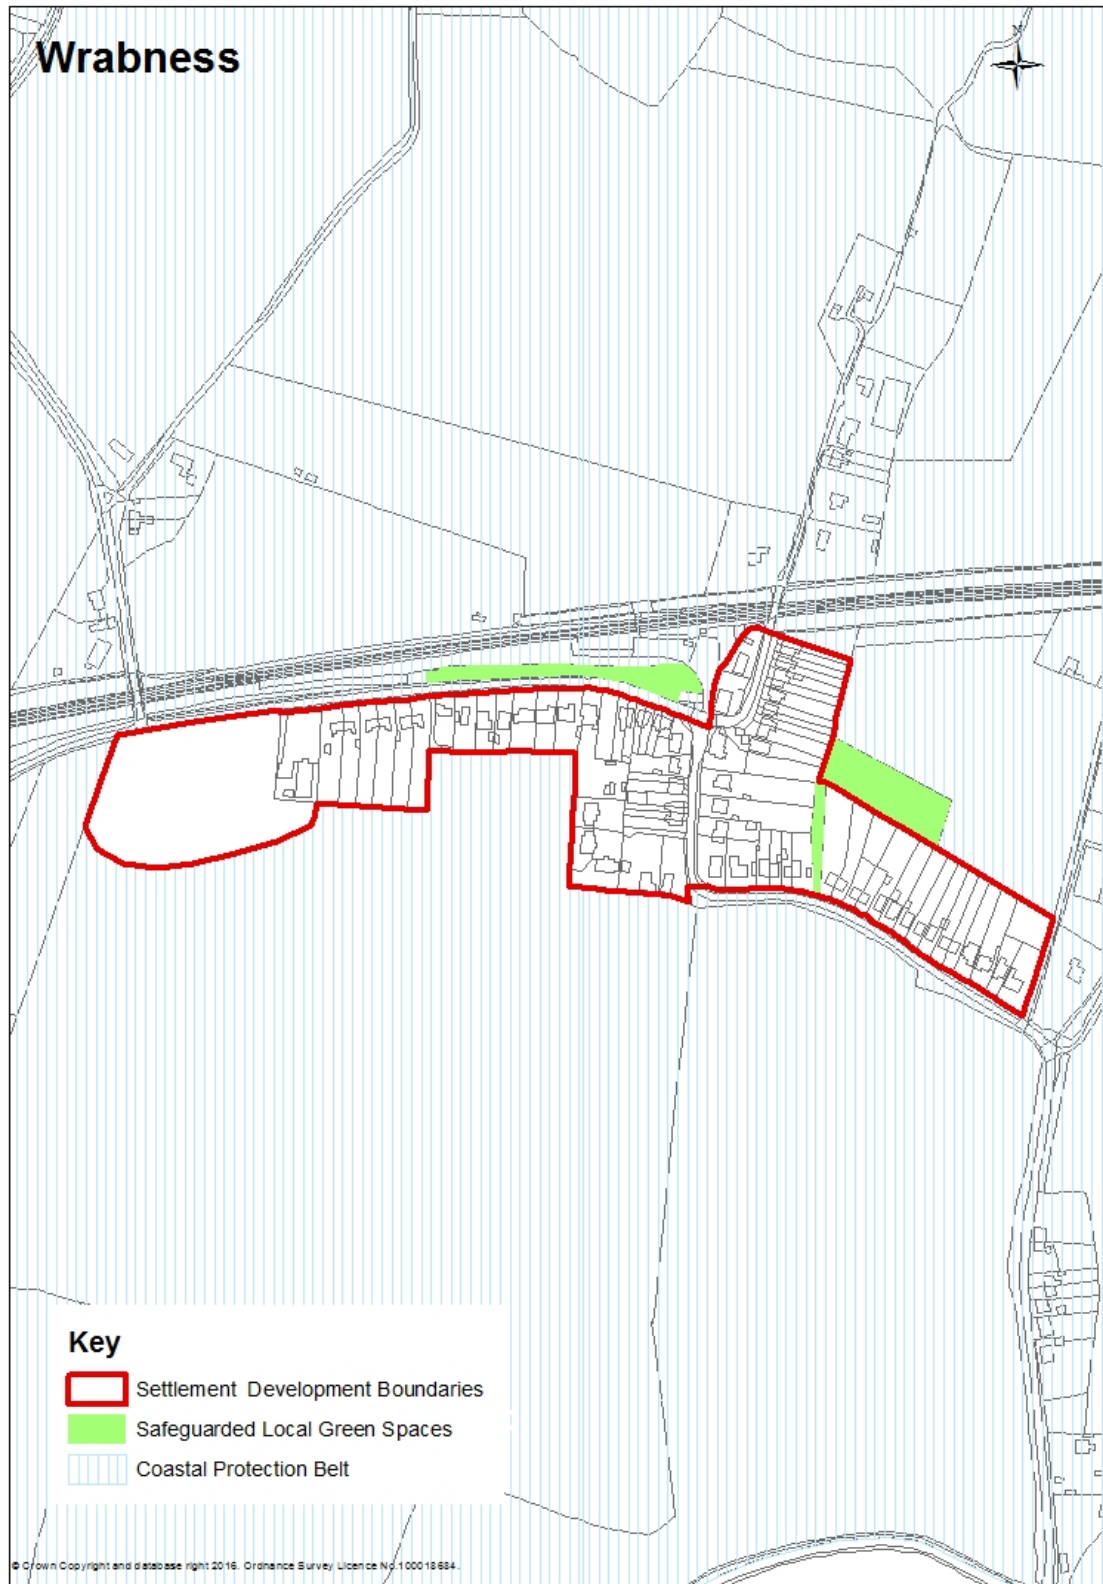 Wrabness
N
Key
Settlement Development Boundaries
Safeguarded Local Green Spaces
Coastal Protection Belt
© Crown Copyright and database right 2016. Ordnance Survey Licence No.100018684.